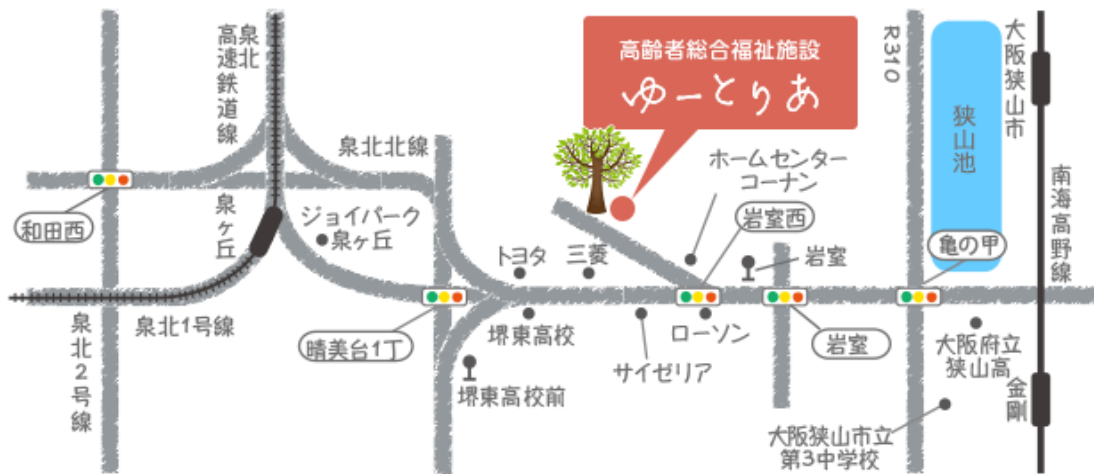 泉北
高速鉄道線
高齢者総合福祉施設
ゆーとりあ
R310
狭山池
大阪狭山市
泉北北線
ホームセンター
コーナン
南海高野線
和田西
泉ヶ丘
ジョイパーク
泉ヶ丘
岩室西
亀の甲
トヨタ
三菱
岩室
泉北1号線
泉北2号線
晴美台1丁
堺東高校
ローソン
岩室
大阪府立
狭山高
サイゼリア
堺東高校前
金剛
大阪狭山市立
第3中学校